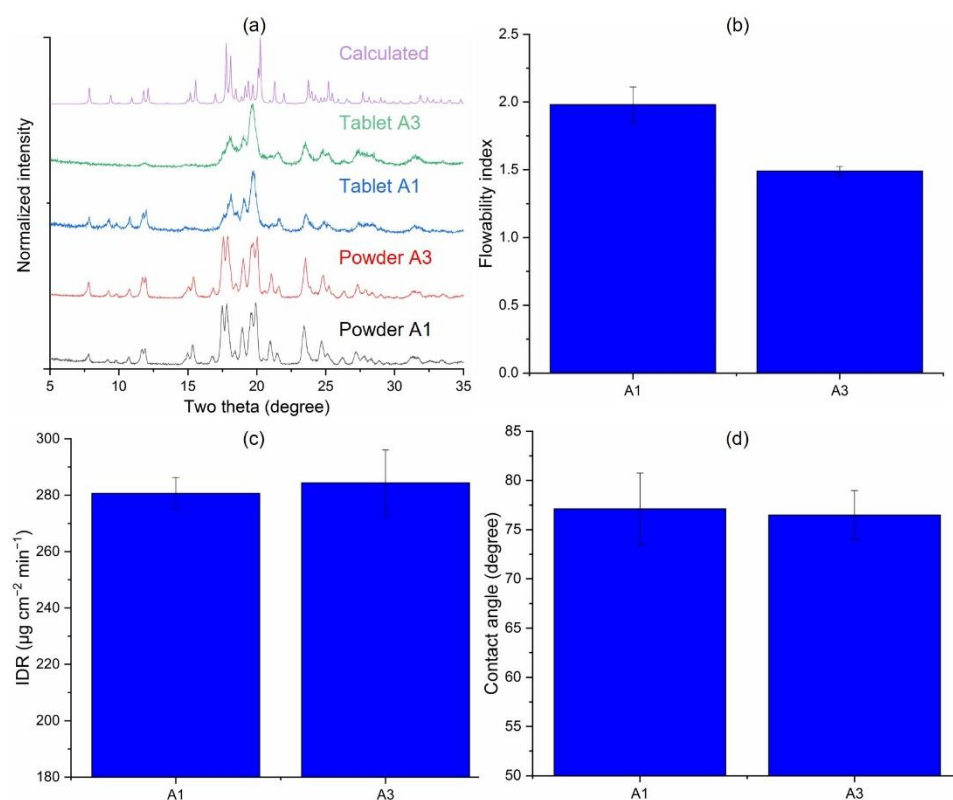 (a)
Normalized intensity
Calculated
Tablet A3
Tablet A1
Powder A3
Powder A1
5 10 15 20 25 30 35
Two theta (degree)
(b)
Flowability index
2.5
2.0
1.5
1.0
0.5
0.0
A1 A3
(c)
IDR (µg cm⁻² min⁻¹)
300
280
260
240
220
200
180
A1 A3
(d)
Contact angle (degree)
85
80
75
70
65
60
55
50
A1 A3